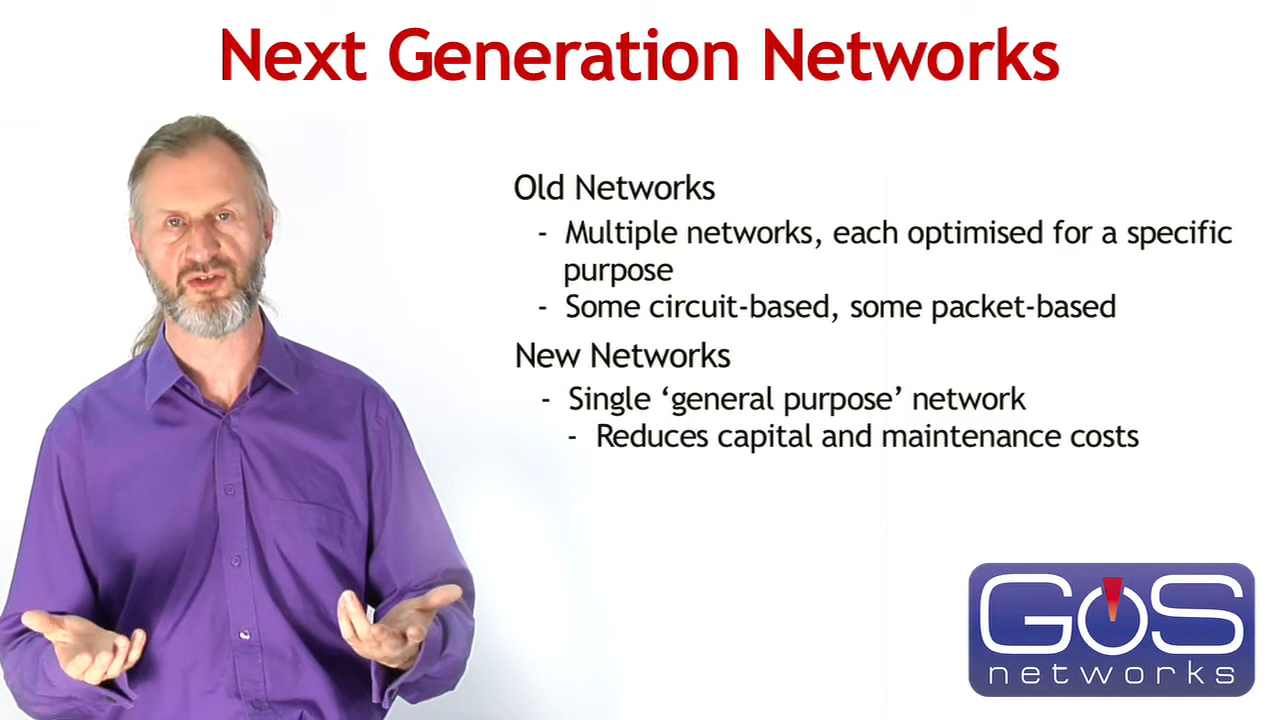 Next Generation Networks
Old Networks
- Multiple networks, each optimised for a specific
purpose
- Some circuit-based, some packet-based
New Networks
- Single ‘general purpose’ network
- Reduces capital and maintenance costs
GoS
networks